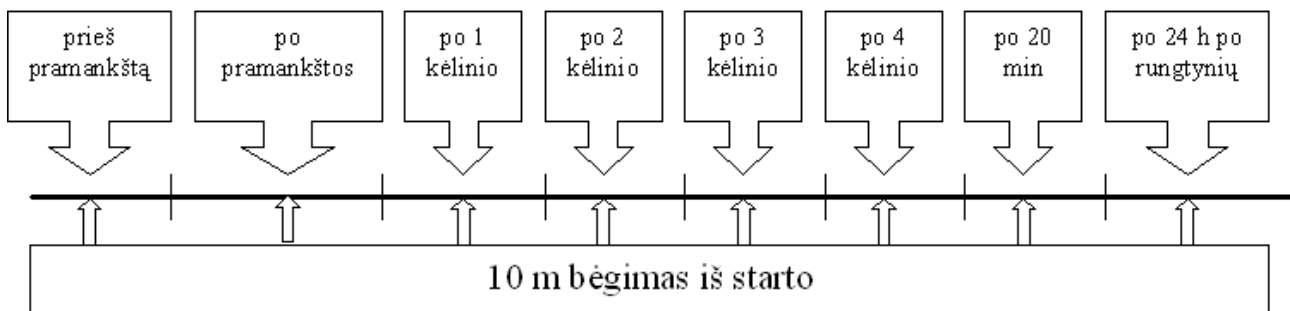 prieš
pramankštą
po
pramankštos
po 1
kėlinio
po 2
kėlinio
po 3
kėlinio
po 4
kėlinio
po 20
min
po 24 h po
rungtynių
10 m bėgimas iš starto